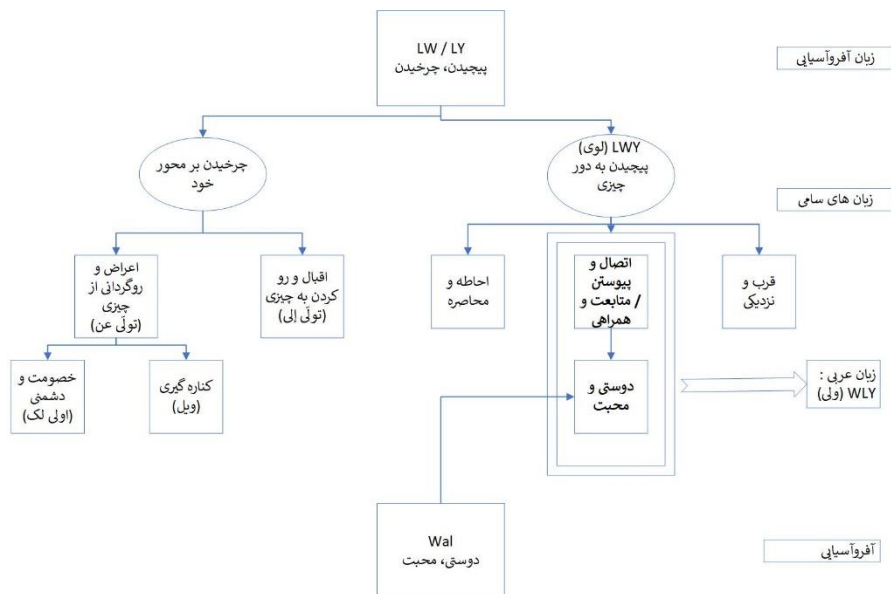 LW / LY
پیچیدن، چرخیدن
زبان آفروآسیایی
LWY (لوی)
پیچیدن به دور
چیزی
چرخیدن بر محور
خود
زبان های سامی
قرب و
نزدیکی
اتصال و
پیوستن
/ متابعت و
همراهی
احاطه و
محاصره
اقبال و رو
کردن به چیزی
(تولّی إلی)
اعراض و
روگردانی از
چیزی
(تولّی عن)
زبان عربی :
WLY (ولی)
دوستی و
محبت
کناره گیری
(ویل)
خصومت و
دشمنی
(اولی لک)
Wal
دوستی، محبت
آفروآسیایی